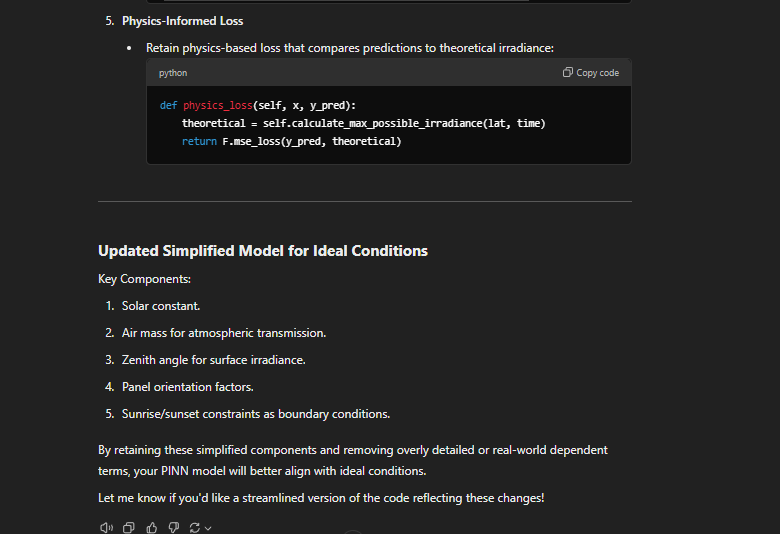 5. Physics-Informed Loss
• Retain physics-based loss that compares predictions to theoretical irradiance:
python Copy code
def physics_loss(self, x, y_pred):
theoretical = self.calculate_max_possible_irradiance(lat, time)
return F.mse_loss(y_pred, theoretical)
Updated Simplified Model for Ideal Conditions
Key Components:
1. Solar constant.
2. Air mass for atmospheric transmission.
3. Zenith angle for surface irradiance.
4. Panel orientation factors.
5. Sunrise/sunset constraints as boundary conditions.
By retaining these simplified components and removing overly detailed or real-world dependent
terms, your PINN model will better align with ideal conditions.
Let me know if you'd like a streamlined version of the code reflecting these changes!